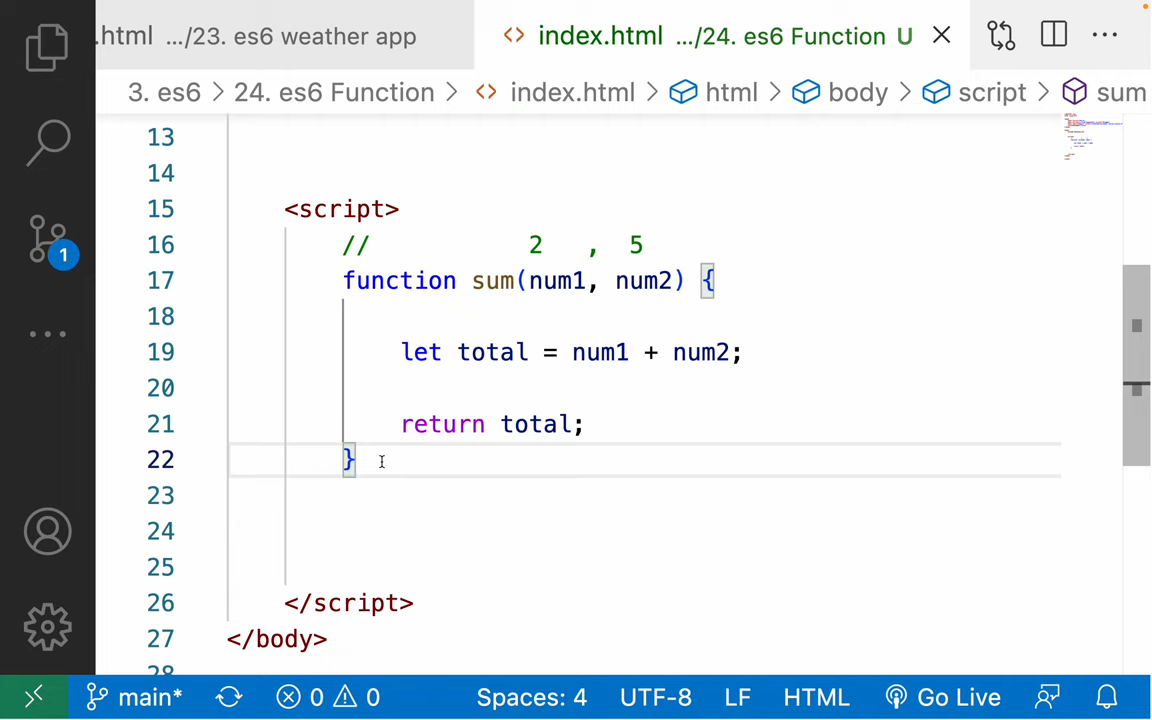 .html .../23. es6 weather app
<> index.html .../24. es6 Function U
3. es6 > 24. es6 Function > <> index.html > html > body > script > sum
13
14
15 <script>
16 // 2 , 5
17 function sum(num1, num2) {
18
19 let total = num1 + num2;
20
21 return total;
22 }
23
24
25
26 </script>
27 </body>
28
1
main* 0 0 Spaces: 4 UTF-8 LF HTML Go Live